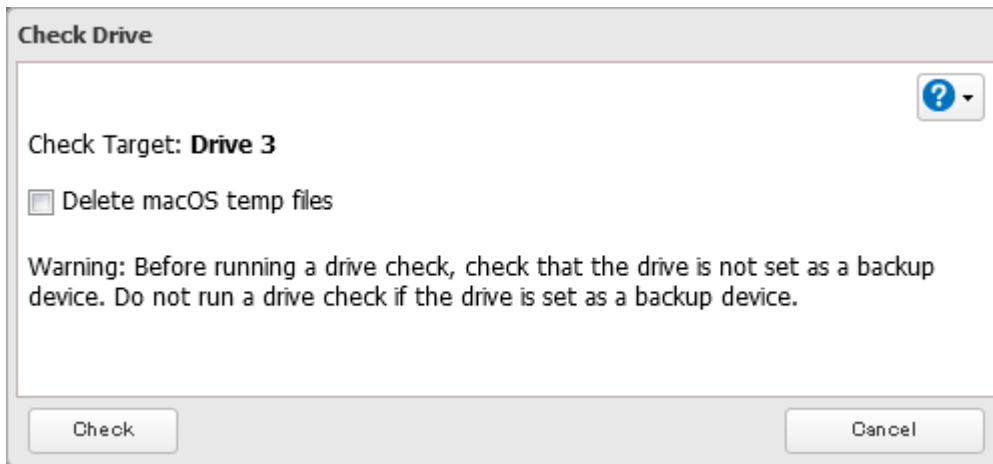 Check Drive
?
Check Target: Drive 3
Delete macOS temp files
Warning: Before running a drive check, check that the drive is not set as a backup
device. Do not run a drive check if the drive is set as a backup device.
Check
Cancel